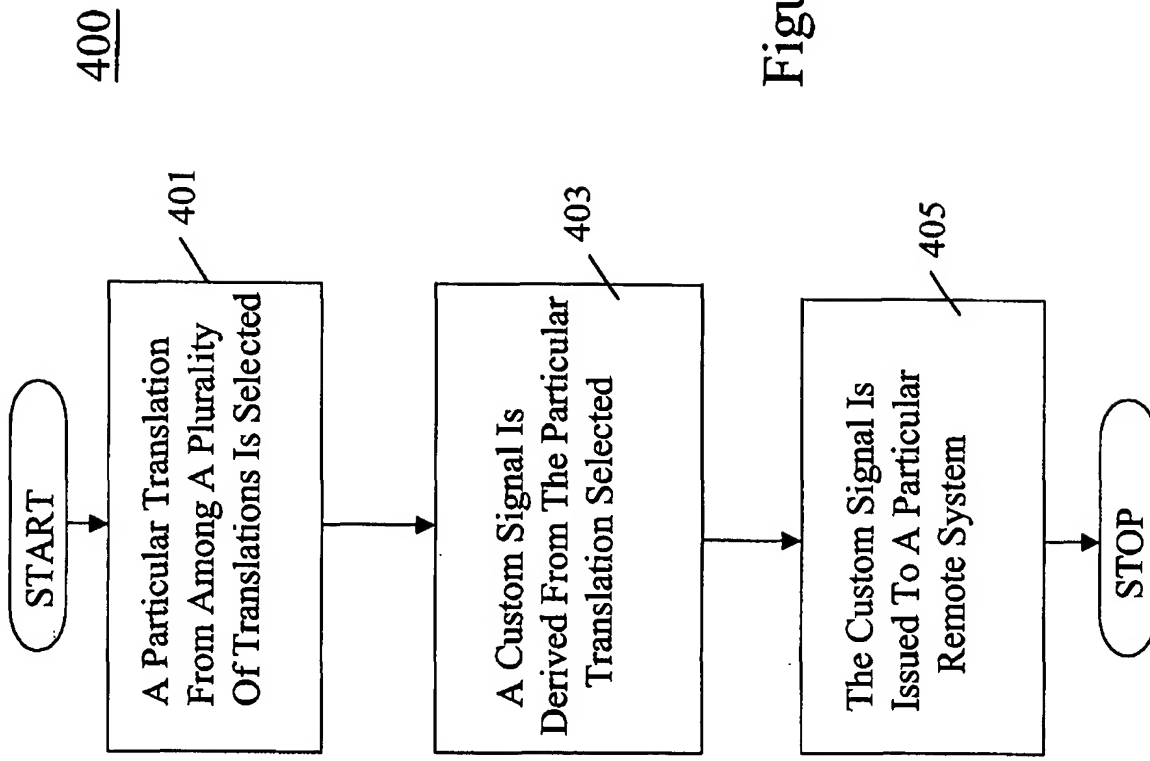 400
START
A Particular Translation
From Among A Plurality
Of Translations Is Selected
401
A Custom Signal Is
Derived From The Particular
Translation Selected
403
The Custom Signal Is
Issued To A Particular
Remote System
405
STOP